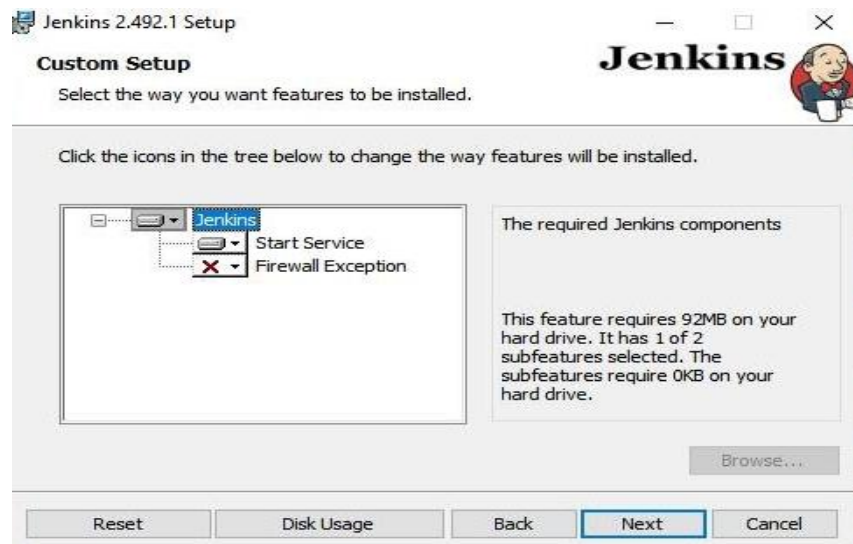 Jenkins 2.492.1 Setup
Custom Setup
Jenkins
Select the way you want features to be installed.
Click the icons in the tree below to change the way features will be installed.
Jenkins
Start Service
Firewall Exception
The required Jenkins components
This feature requires 92MB on your
hard drive. It has 1 of 2
subfeatures selected. The
subfeatures require 0KB on your
hard drive.
Browse...
Reset
Disk Usage
Back
Next
Cancel